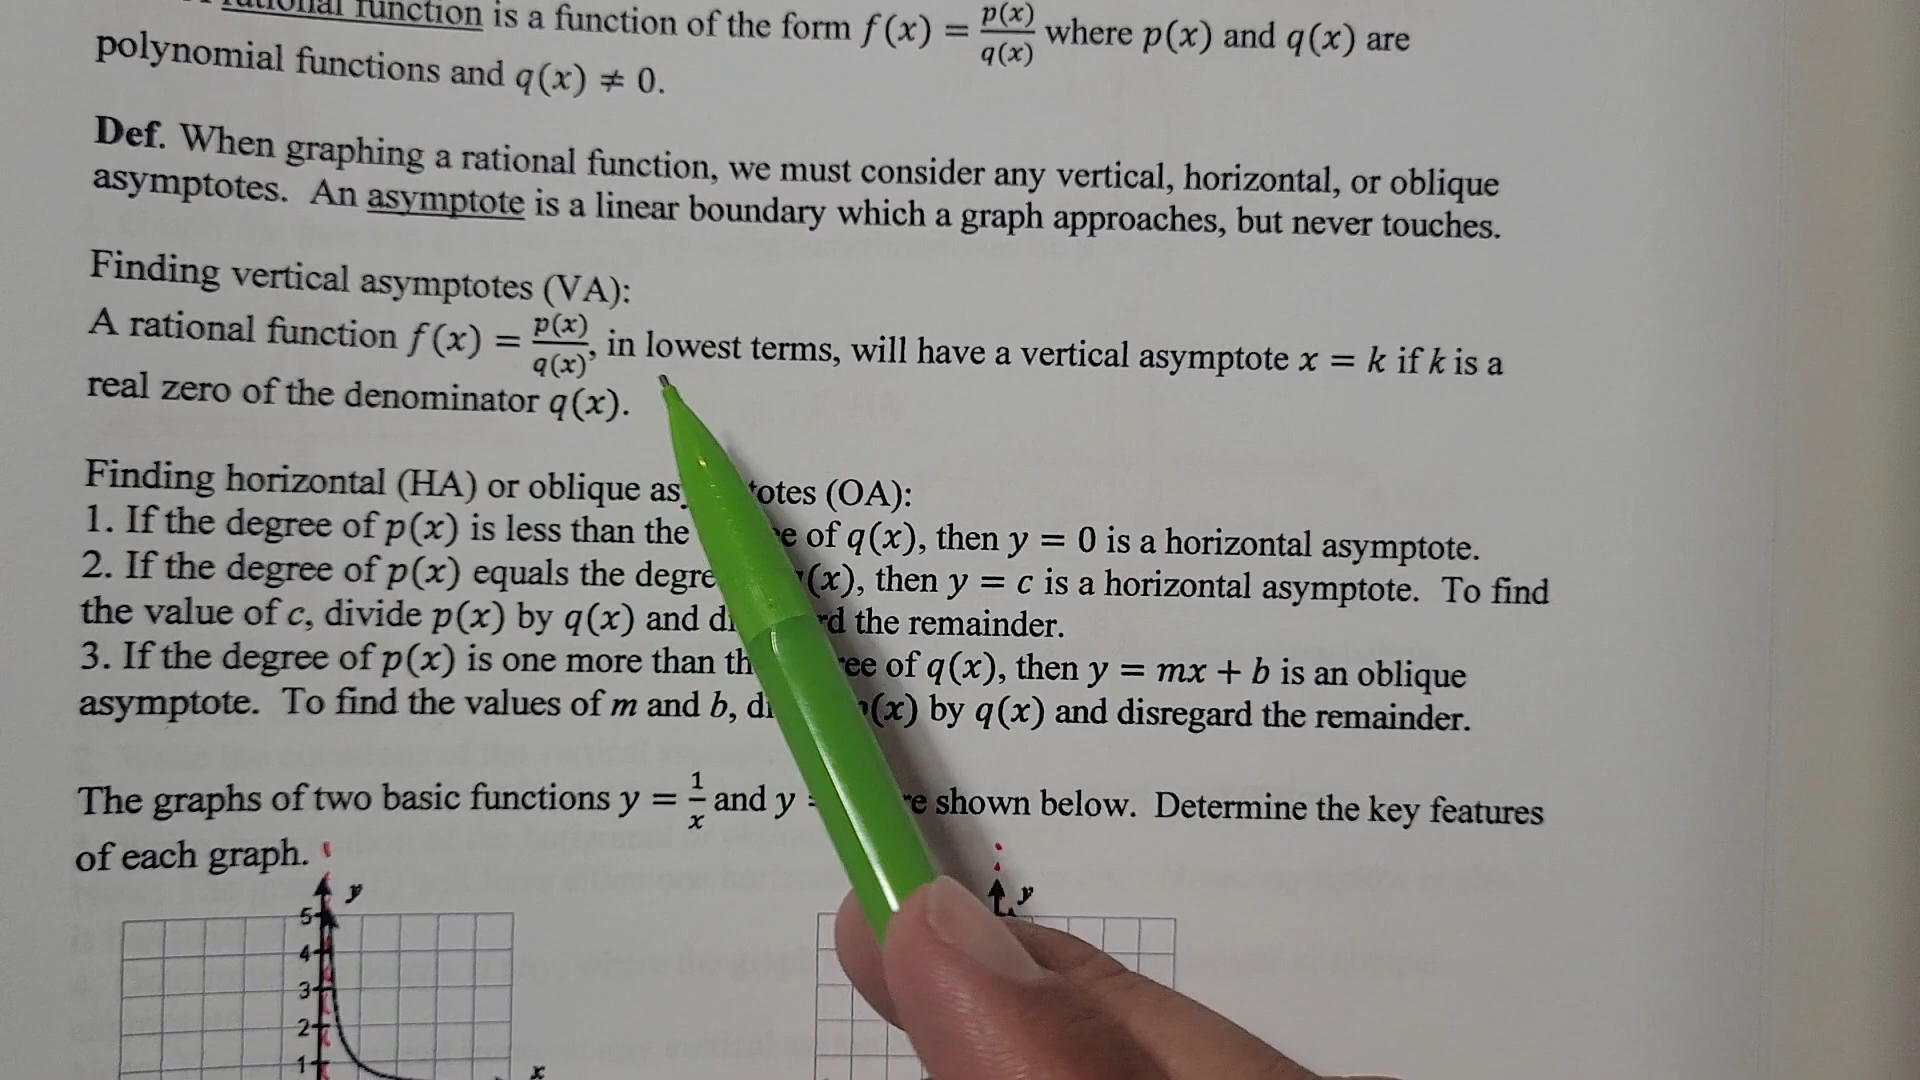 rational function is a function of the form f(x) = p(x)/q(x) where p(x) and q(x) are
polynomial functions and q(x) ≠ 0.
Def. When graphing a rational function, we must consider any vertical, horizontal, or oblique
asymptotes. An asymptote is a linear boundary which a graph approaches, but never touches.
Finding vertical asymptotes (VA):
A rational function f(x) = p(x)/q(x), in lowest terms, will have a vertical asymptote x = k if k is a
real zero of the denominator q(x).
Finding horizontal (HA) or oblique as totes (OA):
1. If the degree of p(x) is less than the e of q(x), then y = 0 is a horizontal asymptote.
2. If the degree of p(x) equals the degre (x), then y = c is a horizontal asymptote. To find
the value of c, divide p(x) by q(x) and di rd the remainder.
3. If the degree of p(x) is one more than th ee of q(x), then y = mx + b is an oblique
asymptote. To find the values of m and b, di (x) by q(x) and disregard the remainder.
The graphs of two basic functions y = 1/x and y = e shown below. Determine the key features
of each graph.
y
y
5
4
3
2
1
x